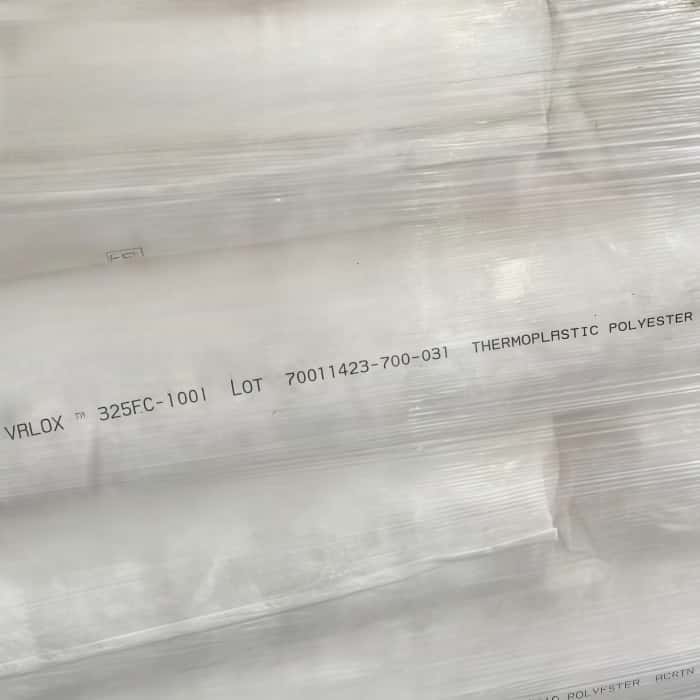 VALOX ™ 325FC-1001 LOT 70011423-700-031 THERMOPLASTIC POLYESTER
POLYESTER